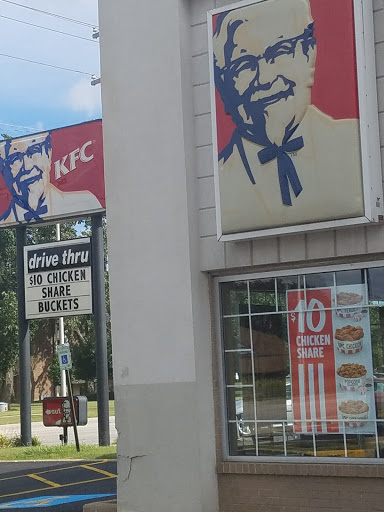 KFC
drive thru
$10 CHICKEN
SHARE
BUCKETS
$10
CHICKEN
SHARE